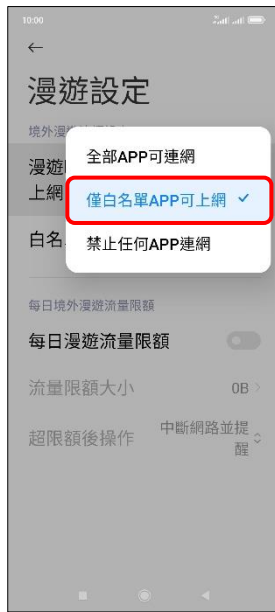 10:00
漫遊設定
境外漫
漫遊
上網
全部APP可連網
僅白名單APP可上網
禁止任何APP連網
白名
每日境外漫遊流量限額
每日漫遊流量限額
流量限額大小 0B
超限額後操作 中斷網路並提
醒